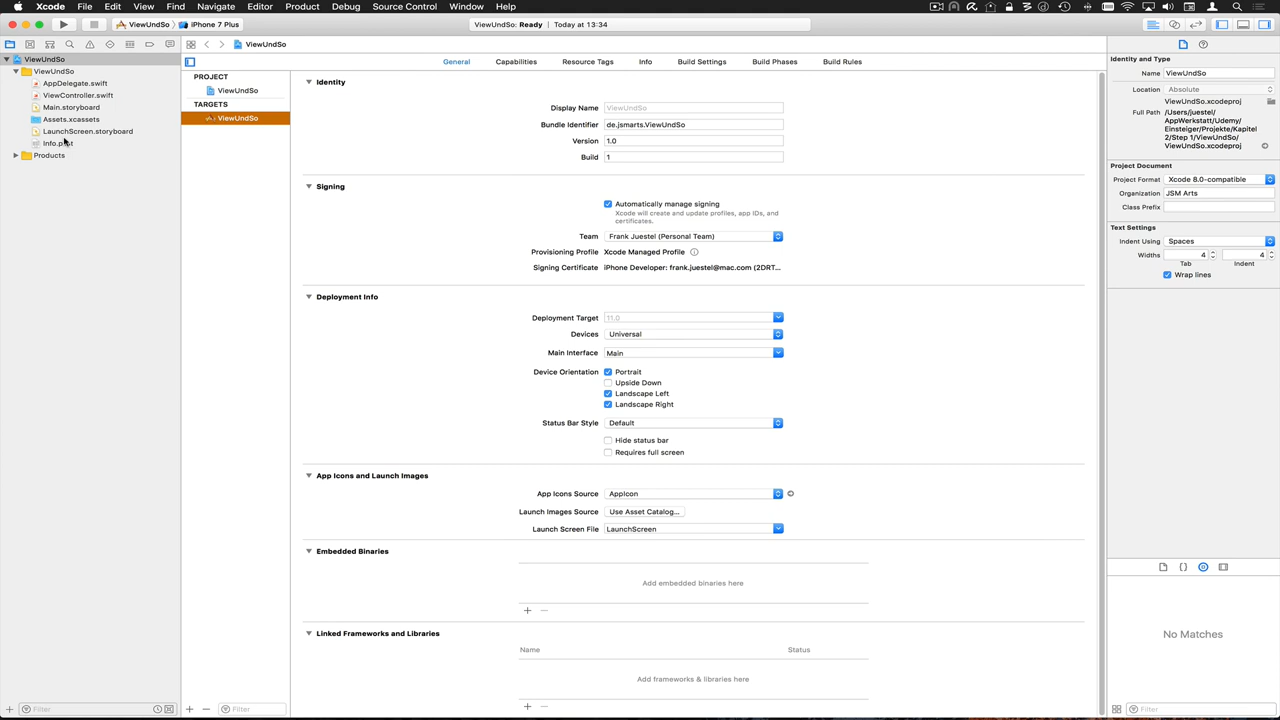 Xcode File Edit View Find Navigate Editor Product Debug Source Control Window Help
ViewUndSo iPhone 7 Plus
ViewUndSo: Ready Today at 13:34
ViewUndSo
ViewUndSo
AppDelegate.swift
ViewController.swift
Main.storyboard
Assets.xcassets
LaunchScreen.storyboard
Products
Filter
ViewUndSo
General Capabilities Resource Tags Info Build Settings Build Phases Build Rules
PROJECT
ViewUndSo
TARGETS
ViewUndSo
Filter
Identity
Display Name ViewUndSo
Bundle Identifier de.jsmarts.ViewUndSo
Version 1.0
Build 1
Signing
Automatically manage signing
Xcode will create and update profiles, app IDs, and
certificates.
Team Frank Juestel (Personal Team)
Provisioning Profile Xcode Managed Profile
Signing Certificate iPhone Developer: frank.juestel@mac.com (2DRT...
Deployment Info
Deployment Target 11.0
Devices Universal
Main Interface Main
Device Orientation Portrait
Upside Down
Landscape Left
Landscape Right
Status Bar Style Default
Hide status bar
Requires full screen
App Icons and Launch Images
App Icons Source AppIcon
Launch Images Source Use Asset Catalog...
Launch Screen File LaunchScreen
Embedded Binaries
Add embedded binaries here
Linked Frameworks and Libraries
Name Status
Add frameworks & libraries here
Identity and Type
Name ViewUndSo
Location Absolute
ViewUndSo.xcodeproj
Full Path /Users/juestel/
AppWerkstatt/Udemy/
Einsteiger/Projekte/Kapitel
2/Step 1/ViewUndSo/
ViewUndSo.xcodeproj
Project Document
Project Format Xcode 8.0-compatible
Organization JSM Arts
Class Prefix
Text Settings
Indent Using Spaces
Widths 4 4
Tab Indent
Wrap lines
No Matches
Filter